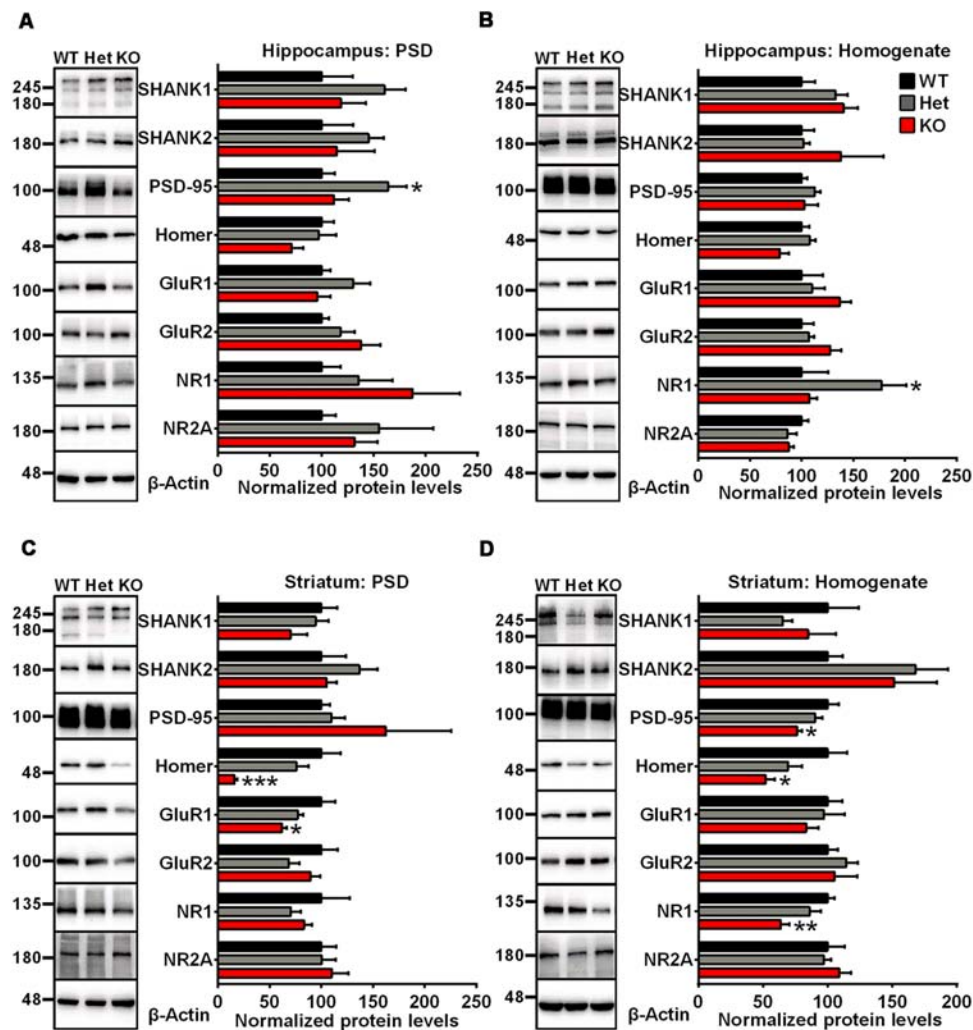 A
Hippocampus: PSD
WT Het KO
245
180
SHANK1
180
SHANK2
100
PSD-95
*
48
Homer
100
GluR1
100
GluR2
135
NR1
180
NR2A
48
β-Actin
0 50 100 150 200 250
Normalized protein levels
B
Hippocampus: Homogenate
WT Het KO
WT
Het
KO
245
180
SHANK1
180
SHANK2
100
PSD-95
48
Homer
100
GluR1
100
GluR2
135
NR1
*
180
NR2A
48
β-Actin
0 50 100 150 200 250
Normalized protein levels
C
Striatum: PSD
WT Het KO
245
180
SHANK1
180
SHANK2
100
PSD-95
48
Homer
***
100
GluR1
*
100
GluR2
135
NR1
180
NR2A
48
β-Actin
0 50 100 150 200 250
Normalized protein levels
D
Striatum: Homogenate
WT Het KO
245
180
SHANK1
180
SHANK2
100
PSD-95
*
48
Homer
*
100
GluR1
100
GluR2
135
NR1
**
180
NR2A
48
β-Actin
0 50 100 150 200
Normalized protein levels